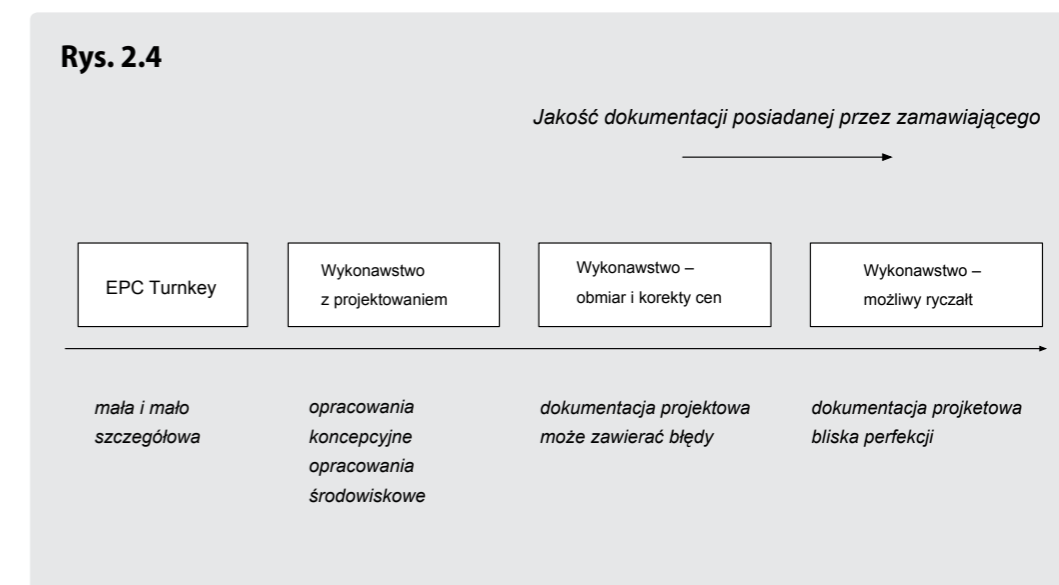 Rys. 2.4
Jakość dokumentacji posiadanej przez zamawiającego
EPC Turkey
Wykonawstwo
z projektowaniem
Wykonawstwo –
obmiar i korekty cen
Wykonawstwo –
możliwy ryczałt
mała i mało
szczegółowa
opracowania
koncepcyjne
opracowania
środowiskowe
dokumentacja projektowa
może zawierać błędy
dokumentacja projketowa
bliska perfekcji